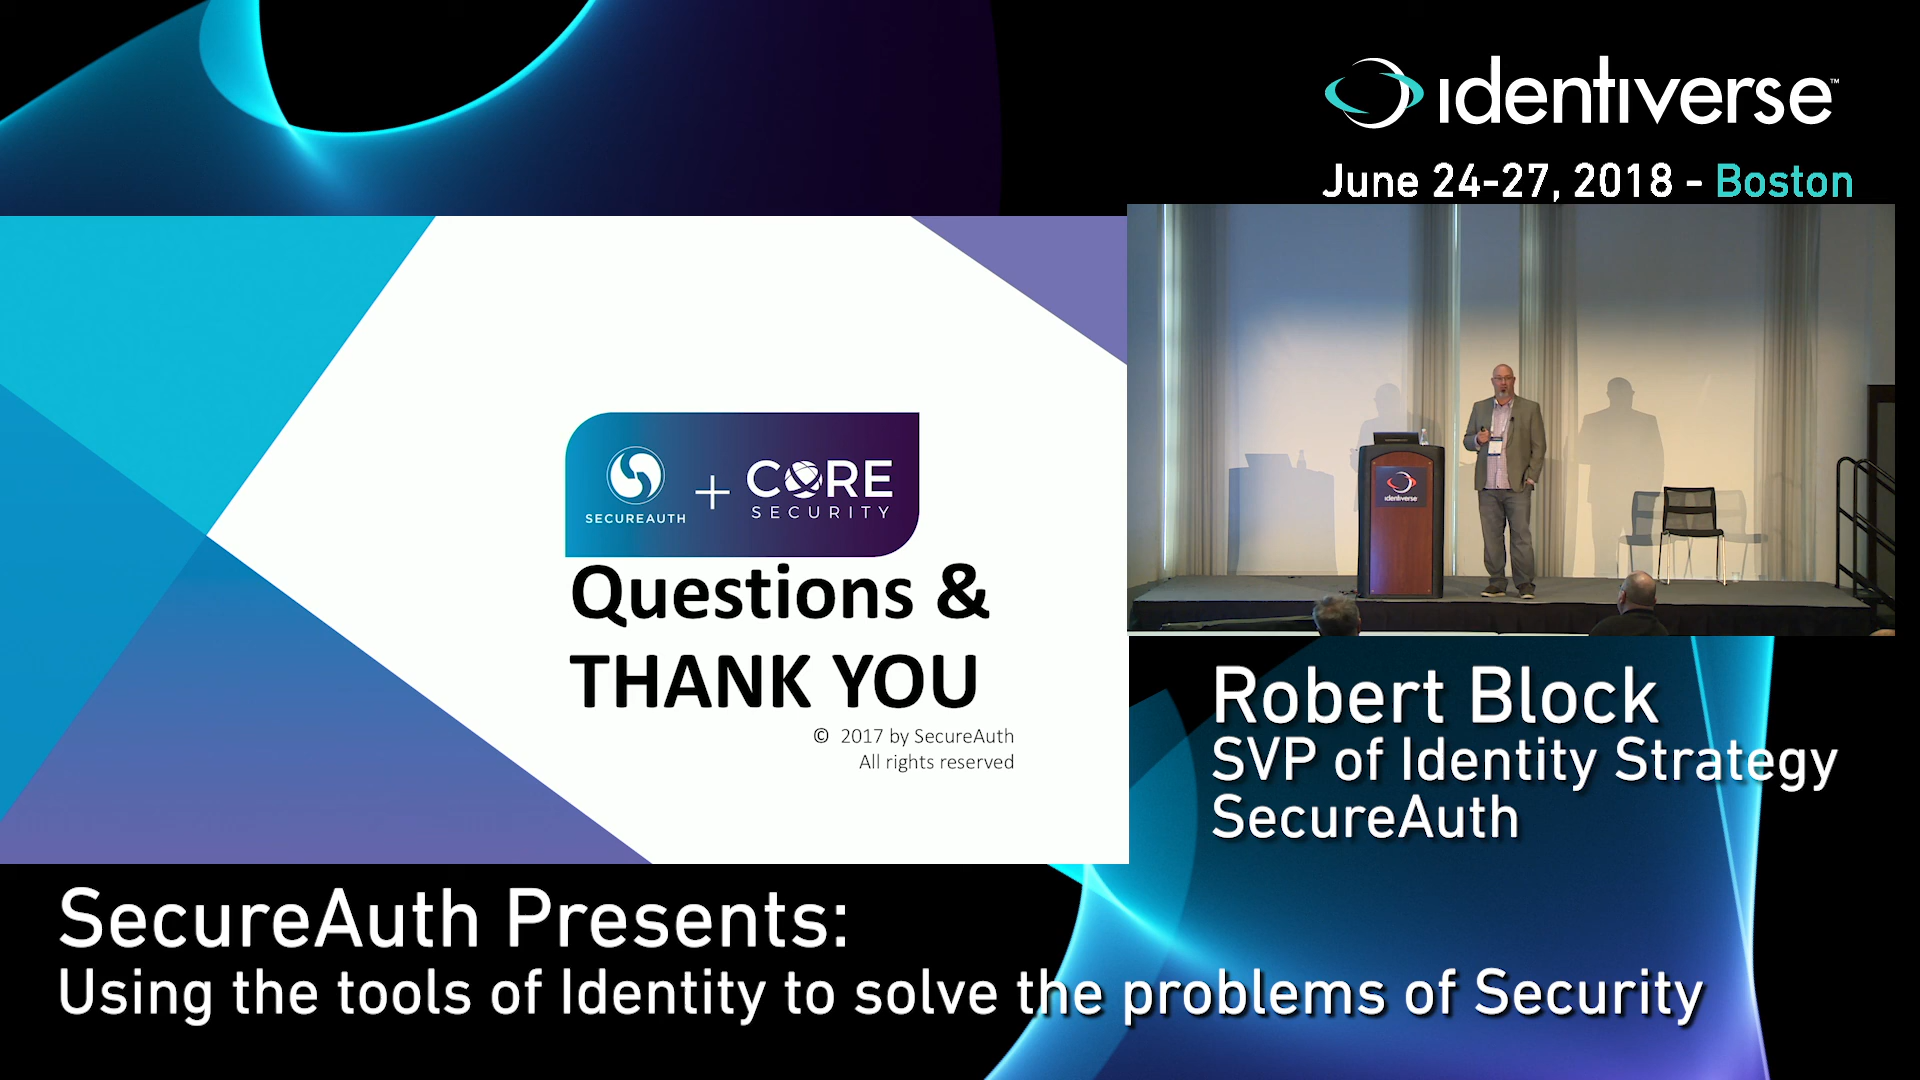 identiverse™
June 24-27, 2018 - Boston
SECUREAUTH + CORE SECURITY
Questions &
THANK YOU
© 2017 by SecureAuth
All rights reserved
identiverse
Robert Block
SVP of Identity Strategy
SecureAuth
SecureAuth Presents:
Using the tools of Identity to solve the problems of Security